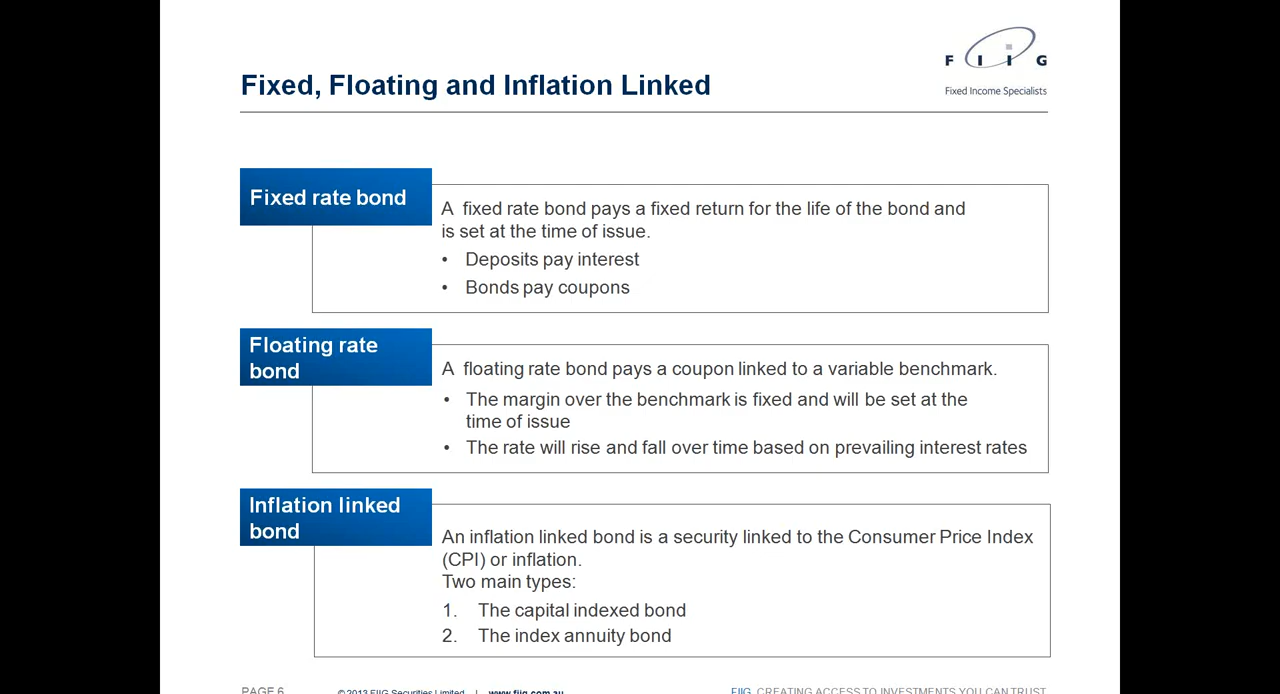 F I I G
Fixed Income Specialists
Fixed, Floating and Inflation Linked
Fixed rate bond
A fixed rate bond pays a fixed return for the life of the bond and
is set at the time of issue.
• Deposits pay interest
• Bonds pay coupons
Floating rate
bond
A floating rate bond pays a coupon linked to a variable benchmark.
• The margin over the benchmark is fixed and will be set at the
time of issue
• The rate will rise and fall over time based on prevailing interest rates
Inflation linked
bond
An inflation linked bond is a security linked to the Consumer Price Index
(CPI) or inflation.
Two main types:
1. The capital indexed bond
2. The index annuity bond
PAGE 6 © 2013 FIIG Securities Limited | www.fiig.com.au FIIG CREATING ACCESS TO INVESTMENTS YOU CAN TRUST